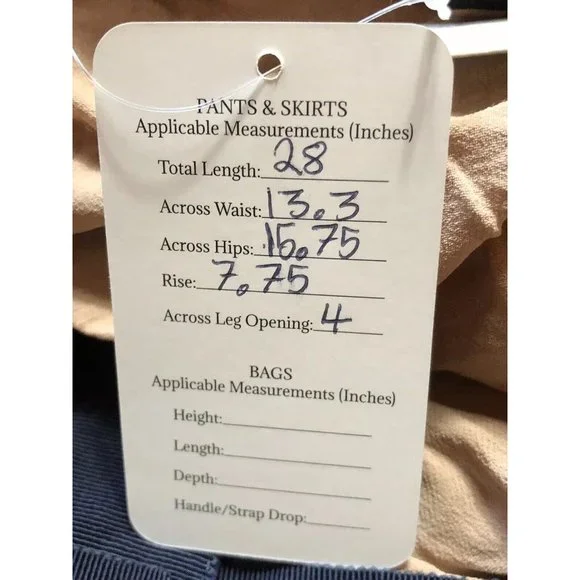 PANTS & SKIRTS
Applicable Measurements (Inches)
Total Length: 28
Across Waist: 13.3
Across Hips: 15.75
Rise: 7.75
Across Leg Opening: 4
BAGS
Applicable Measurements (Inches)
Height:
Length:
Depth:
Handle/Strap Drop: